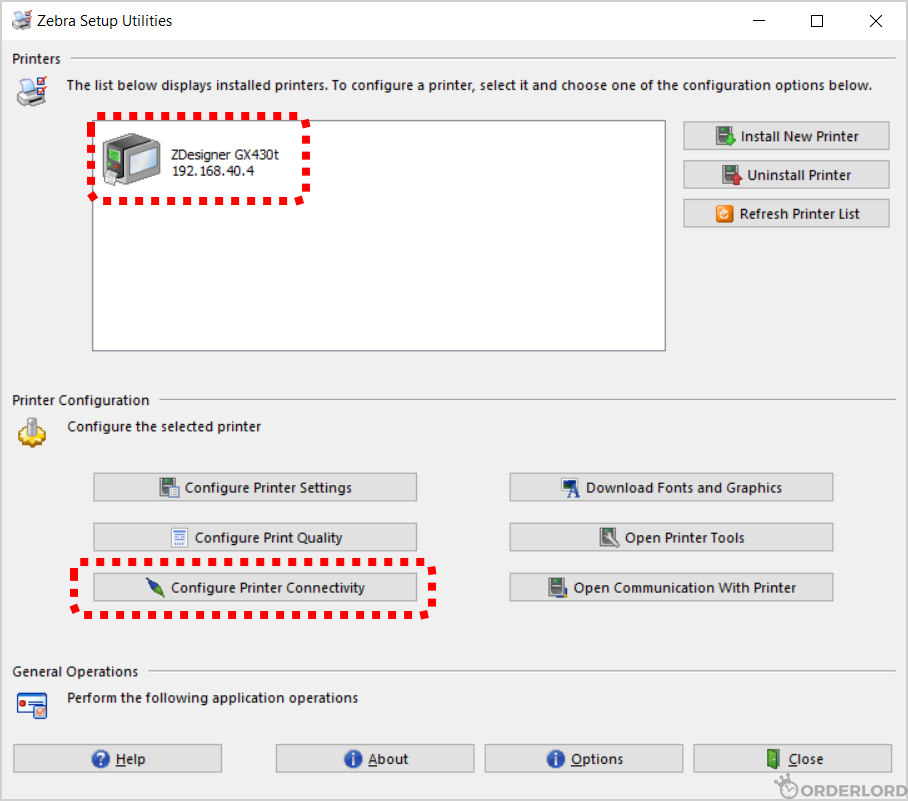 Zebra Setup Utilities
Printers
The list below displays installed printers. To configure a printer, select it and choose one of the configuration options below.
ZDesigner GX430t
192.168.40.4
Install New Printer
Uninstall Printer
Refresh Printer List
Printer Configuration
Configure the selected printer
Configure Printer Settings
Download Fonts and Graphics
Configure Print Quality
Open Printer Tools
Configure Printer Connectivity
Open Communication With Printer
General Operations
Perform the following application operations
Help
About
Options
Close
ORDERLORD